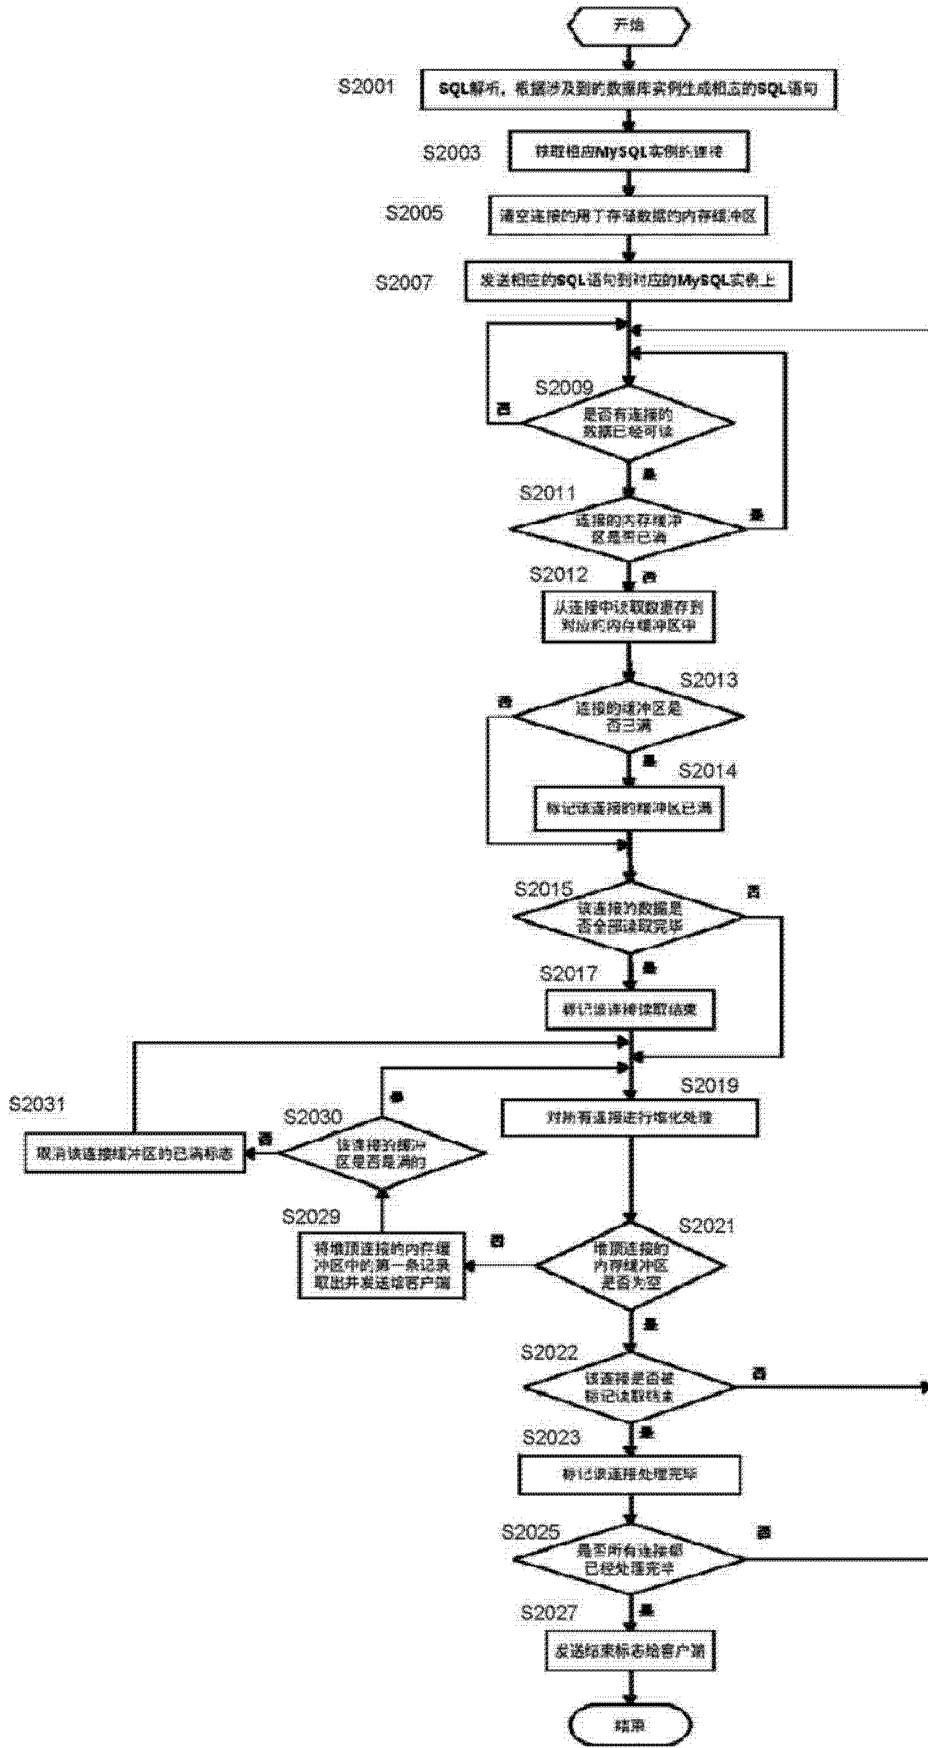 开始
S2001
SQL解析，根据涉及到的数据库实例生成相应的SQL语句
S2003
获取相应MySQL实例的连接
S2005
清空连接的用于存储数据的内存缓冲区
S2007
发送相应的SQL语句到对应的MySQL实例上
S2009
是否有连接的
数据已经可读
否
是
S2011
连接的内存缓冲
区是否已满
是
否
S2012
从连接中读取数据存到
对应的内存缓冲区中
S2013
连接的缓冲区是
否已满
否
是
S2014
标记该连接的缓冲区已满
S2015
该连接的数据是
否全部读取完毕
否
是
S2017
标记该连接读取结束
S2019
对所有连接进行堆化处理
S2031
取消该连接缓冲区的已满标志
S2030
该连接的缓冲
区是否是满的
是
否
S2029
将堆顶连接的内存缓
冲区中的第一条记录
取出并发送给客户端
S2021
堆顶连接的
内存缓冲区
是否为空
否
是
S2022
该连接是否被
标记读取结束
否
是
S2023
标记该连接处理完毕
S2025
是否所有连接都
已经处理完毕
否
是
S2027
发送结束标志给客户端
结束